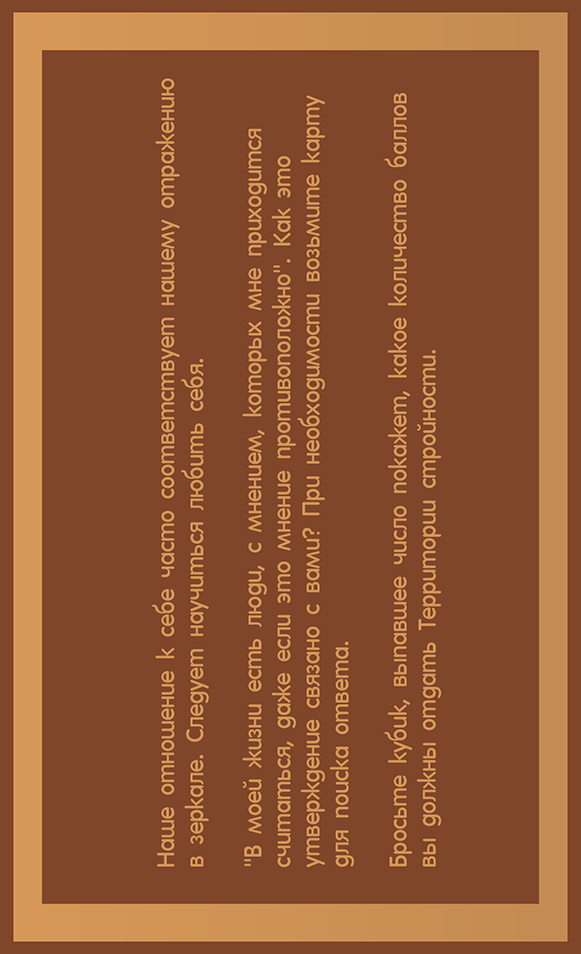 Наше отношение к себе часто соответствует нашему отражению
в зеркале. Следует научиться любить себя.
"В моей жизни есть люди, с мнением, которых мне приходится
считаться, даже если это мнение противоположно". Как это
утверждение связано с вами? При необходимости возьмите карту
для поиска ответа.
Бросьте кубик, выпавшее число покажет, какое количество баллов
вы должны отдать Территории стройности.